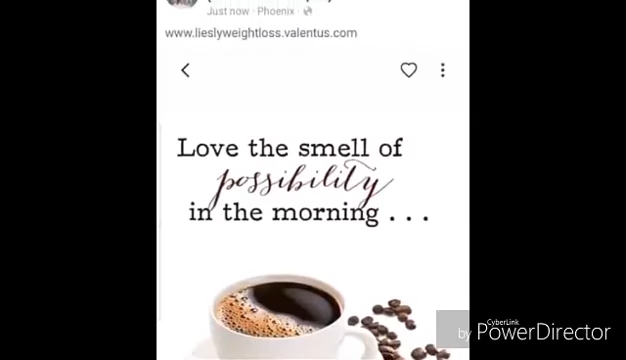 Just now · Phoenix ·
www.lieslyweightloss.valentus.com
Love the smell of
possibility
in the morning . . .
CyberLink
by PowerDirector